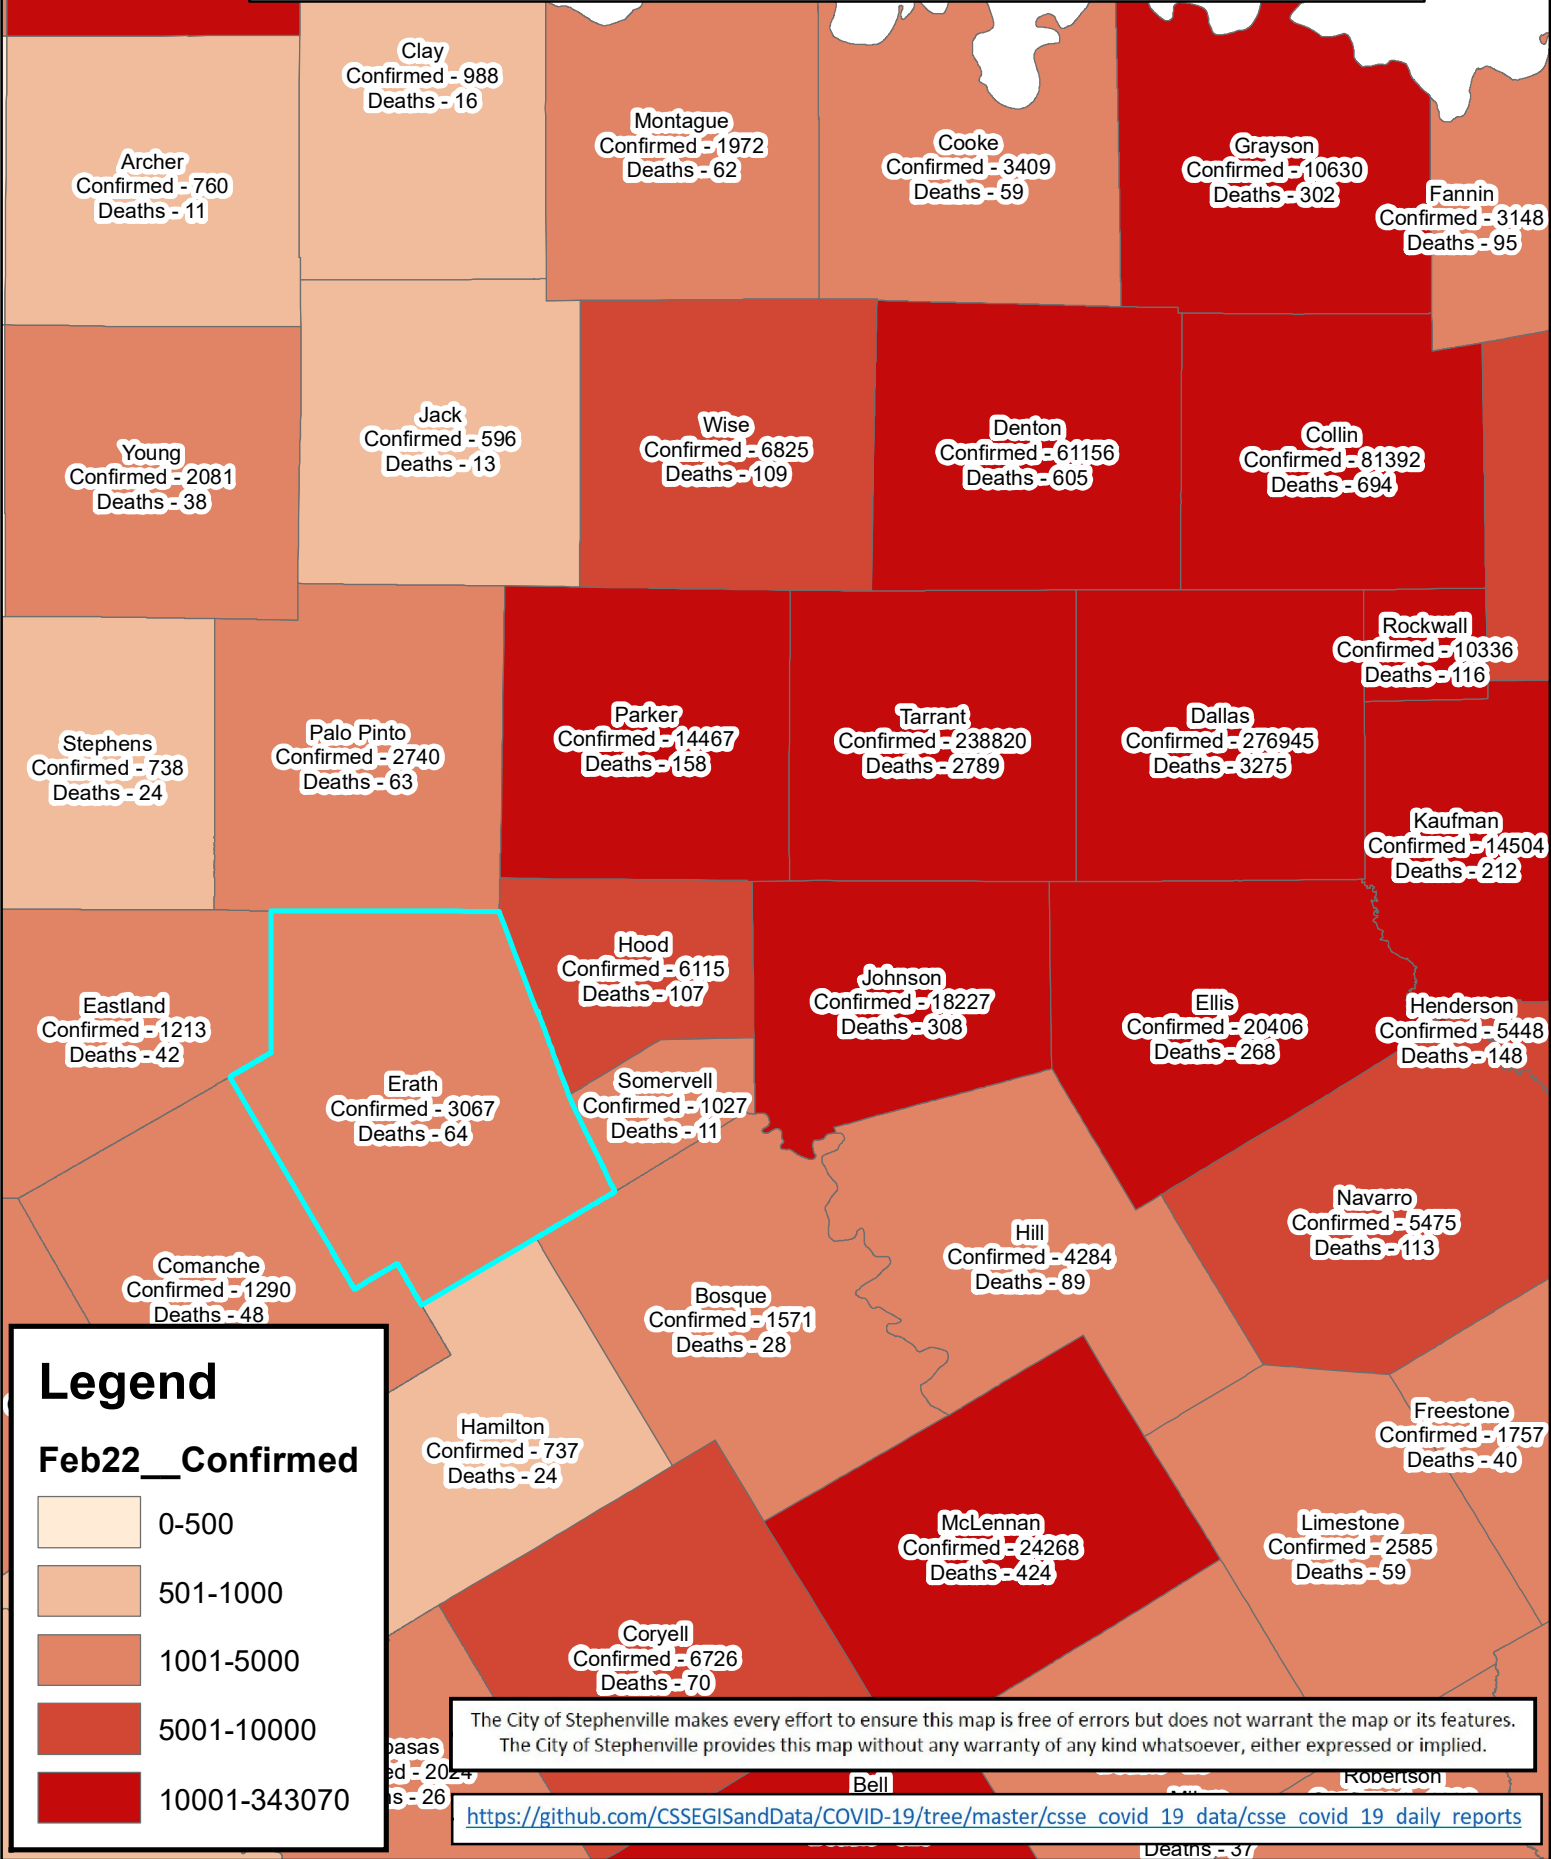 Clay
Confirmed - 988
Deaths - 16
Montague
Confirmed - 1972
Deaths - 62
Cooke
Confirmed - 3409
Deaths - 59
Grayson
Confirmed - 10630
Deaths - 302
Archer
Confirmed - 760
Deaths - 11
Fannin
Confirmed - 3148
Deaths - 95
Jack
Confirmed - 596
Deaths - 13
Wise
Confirmed - 6825
Deaths - 109
Denton
Confirmed - 61156
Deaths - 605
Collin
Confirmed - 81392
Deaths - 694
Young
Confirmed - 2081
Deaths - 38
Rockwall
Confirmed - 10336
Deaths - 116
Stephens
Confirmed - 738
Deaths - 24
Palo Pinto
Confirmed - 2740
Deaths - 63
Parker
Confirmed - 14467
Deaths - 158
Tarrant
Confirmed - 238820
Deaths - 2789
Dallas
Confirmed - 276945
Deaths - 3275
Kaufman
Confirmed - 14504
Deaths - 212
Hood
Confirmed - 6115
Deaths - 107
Johnson
Confirmed - 18227
Deaths - 308
Ellis
Confirmed - 20406
Deaths - 268
Henderson
Confirmed - 5448
Deaths - 148
Eastland
Confirmed - 1213
Deaths - 42
Erath
Confirmed - 3067
Deaths - 64
Somervell
Confirmed - 1027
Deaths - 11
Navarro
Confirmed - 5475
Deaths - 113
Hill
Confirmed - 4284
Deaths - 89
Comanche
Confirmed - 1290
Deaths - 48
Bosque
Confirmed - 1571
Deaths - 28
Hamilton
Confirmed - 737
Deaths - 24
Freestone
Confirmed - 1757
Deaths - 40
McLennan
Confirmed - 24268
Deaths - 424
Limestone
Confirmed - 2585
Deaths - 59
Coryell
Confirmed - 6726
Deaths - 70
Legend
Feb22__Confirmed
0-500
501-1000
1001-5000
5001-10000
10001-343070
The City of Stephenville makes every effort to ensure this map is free of errors but does not warrant the map or its features.
The City of Stephenville provides this map without any warranty of any kind whatsoever, either expressed or implied.
pasas
ed - 2024
s - 26
Bell
Robertson
https://github.com/CSSEGISandData/COVID-19/tree/master/csse_covid_19_data/csse_covid_19_daily_reports
Deaths - 37